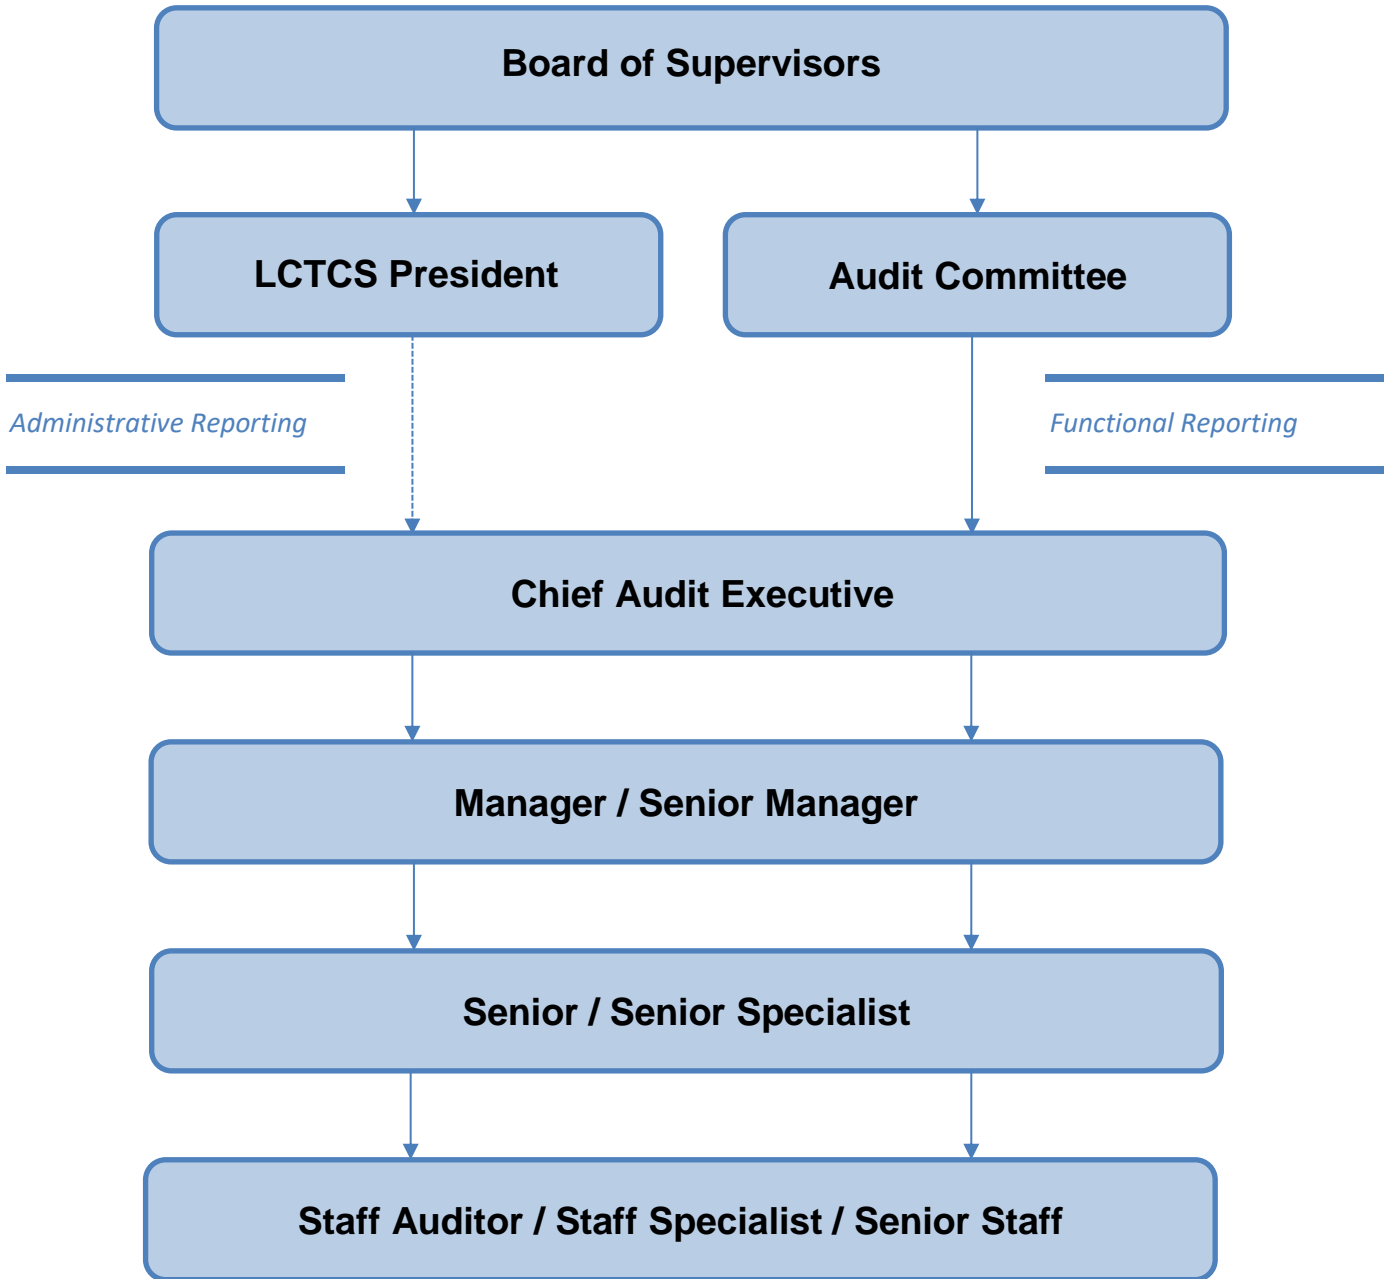 Board of Supervisors
LCTCS President
Audit Committee
Administrative Reporting
Functional Reporting
Chief Audit Executive
Manager / Senior Manager
Senior / Senior Specialist
Staff Auditor / Staff Specialist / Senior Staff